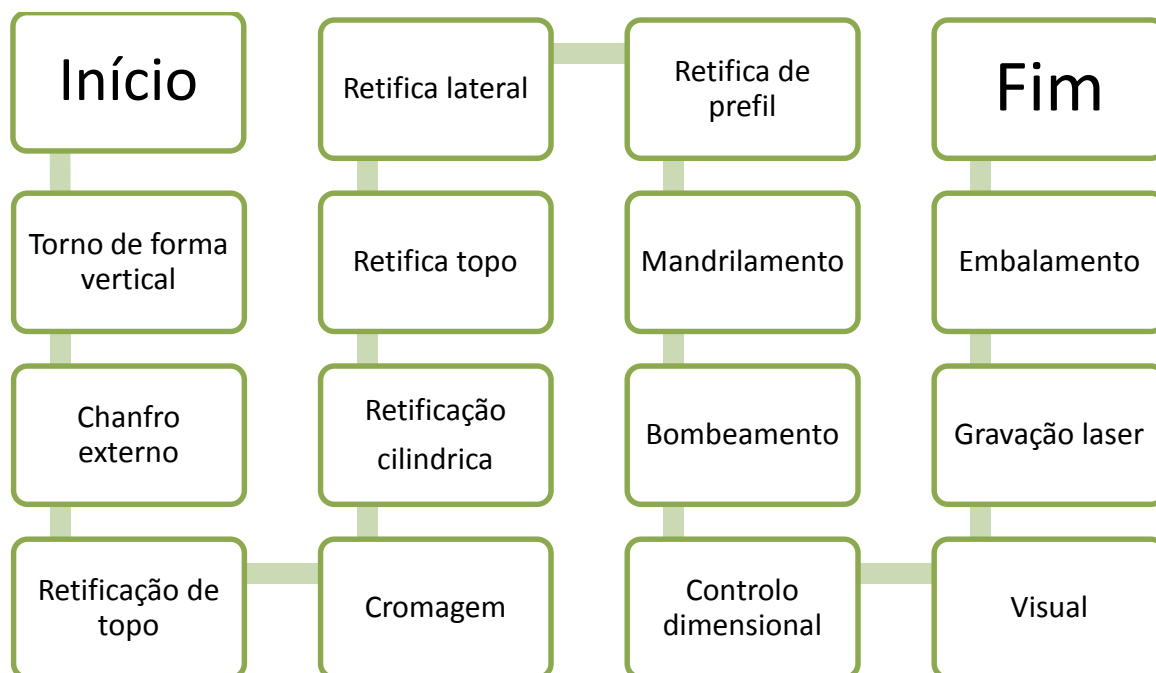 Início
Torno de forma
vertical
Chanfro
externo
Retificação de
topo
Cromagem
Retificação
cilindrica
Retifica topo
Retifica lateral
Retifica de
prefil
Mandrilamento
Bombeamento
Controlo
dimensional
Visual
Gravação laser
Embalamento
Fim